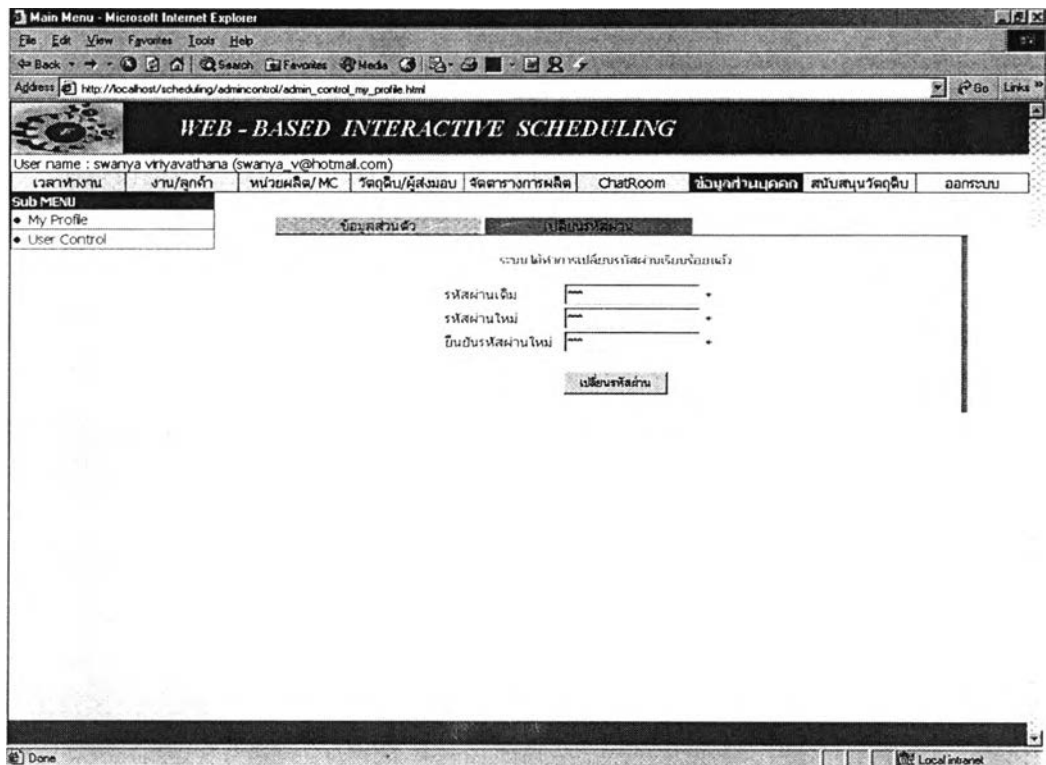 Main Menu - Microsoft Internet Explorer
File Edit View Favorites Tools Help
Back Search Favorites Media
Address http://localhost/scheduling/admincontrol/admin_control_my_profile.html Go Links
WEB - BASED INTERACTIVE SCHEDULING
User name : swanya viriyavathana (swanya_v@hotmail.com)
เวลาทำงาน งาน/ลูกค้า หน่วยผลิต/MC วัตถุดิบ/ผู้ส่งมอบ จัดตารางการผลิต ChatRoom ข้อมูลส่วนบุคคล สนับสนุนวัตถุดิบ ออกระบบ
Sub MENU
• My Profile
• User Control
ข้อมูลส่วนตัว เปลี่ยนรหัสผ่าน
ระบบได้ทำการเปลี่ยนรหัสผ่านเรียบร้อยแล้ว
รหัสผ่านเดิม **** *
รหัสผ่านใหม่ **** *
ยืนยันรหัสผ่านใหม่ **** *
เปลี่ยนรหัสผ่าน
Done Local intranet